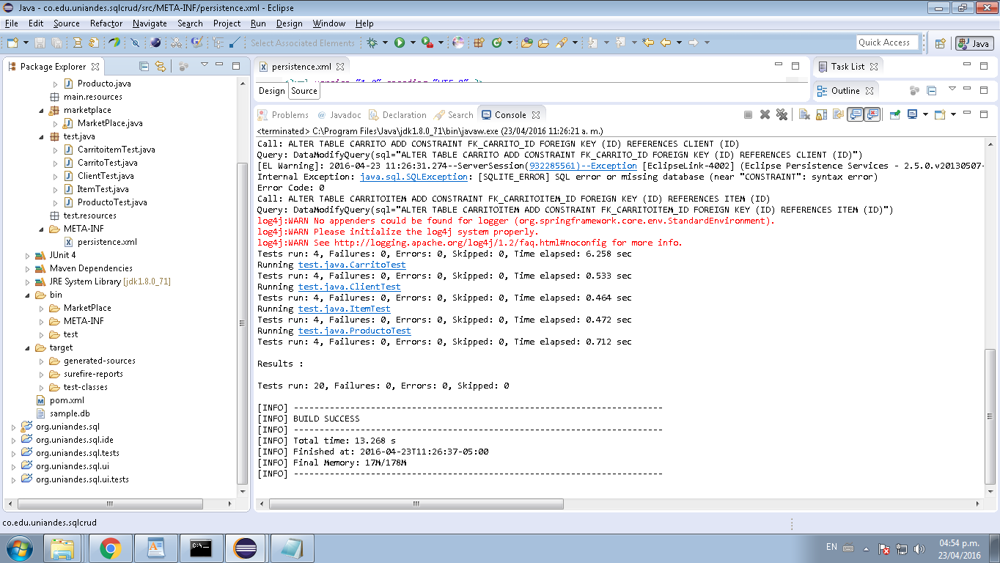 Java - co.edu.uniandes.sqlcrud/src/META-INF/persistence.xml - Eclipse
File Edit Source Refactor Navigate Search Project Run Design Window Help
Select Associated Elements
Quick Access
Java
Package Explorer
Producto.java
main.resources
marketplace
MarketPlace.java
test.java
CarritoitemTest.java
CarritoTest.java
ClientTest.java
ItemTest.java
ProductoTest.java
test.resources
META-INF
persistence.xml
JUnit 4
Maven Dependencies
JRE System Library [jdk1.8.0_71]
bin
MarketPlace
META-INF
test
target
generated-sources
surefire-reports
test-classes
pom.xml
sample.db
org.uniandes.sql
org.uniandes.sql.ide
org.uniandes.sql.tests
org.uniandes.sql.ui
org.uniandes.sql.ui.tests
persistence.xml
<?xml version="1.0" encoding="UTF-8" ?>
Design Source
Task List
Outline
Problems @ Javadoc Declaration Search Console
<terminated> C:\Program Files\Java\jdk1.8.0_71\bin\javaw.exe (23/04/2016 11:26:21 a. m.)
Call: ALTER TABLE CARRITO ADD CONSTRAINT FK_CARRITO_ID FOREIGN KEY (ID) REFERENCES CLIENT (ID)
Query: DataModifyQuery(sql="ALTER TABLE CARRITO ADD CONSTRAINT FK_CARRITO_ID FOREIGN KEY (ID) REFERENCES CLIENT (ID)")
[EL Warning]: 2016-04-23 11:26:31.274--ServerSession(932285561)--Exception [EclipseLink-4002] (Eclipse Persistence Services - 2.5.0.v20130507-
Internal Exception: java.sql.SQLException: [SQLITE_ERROR] SQL error or missing database (near "CONSTRAINT": syntax error)
Error Code: 0
Call: ALTER TABLE CARRITOITEM ADD CONSTRAINT FK_CARRITOITEM_ID FOREIGN KEY (ID) REFERENCES ITEM (ID)
Query: DataModifyQuery(sql="ALTER TABLE CARRITOITEM ADD CONSTRAINT FK_CARRITOITEM_ID FOREIGN KEY (ID) REFERENCES ITEM (ID)")
log4j:WARN No appenders could be found for logger (org.springframework.core.env.StandardEnvironment).
log4j:WARN Please initialize the log4j system properly.
log4j:WARN See http://logging.apache.org/log4j/1.2/faq.html#noconfig for more info.
Tests run: 4, Failures: 0, Errors: 0, Skipped: 0, Time elapsed: 6.258 sec
Running test.java.CarritoTest
Tests run: 4, Failures: 0, Errors: 0, Skipped: 0, Time elapsed: 0.533 sec
Running test.java.ClientTest
Tests run: 4, Failures: 0, Errors: 0, Skipped: 0, Time elapsed: 0.464 sec
Running test.java.ItemTest
Tests run: 4, Failures: 0, Errors: 0, Skipped: 0, Time elapsed: 0.472 sec
Running test.java.ProductoTest
Tests run: 4, Failures: 0, Errors: 0, Skipped: 0, Time elapsed: 0.712 sec
Results :
Tests run: 20, Failures: 0, Errors: 0, Skipped: 0
[INFO] ------------------------------------------------------------------------
[INFO] BUILD SUCCESS
[INFO] ------------------------------------------------------------------------
[INFO] Total time: 13.268 s
[INFO] Finished at: 2016-04-23T11:26:37-05:00
[INFO] Final Memory: 17M/178M
[INFO] ------------------------------------------------------------------------
co.edu.uniandes.sqlcrud
EN
04:54 p.m.
23/04/2016